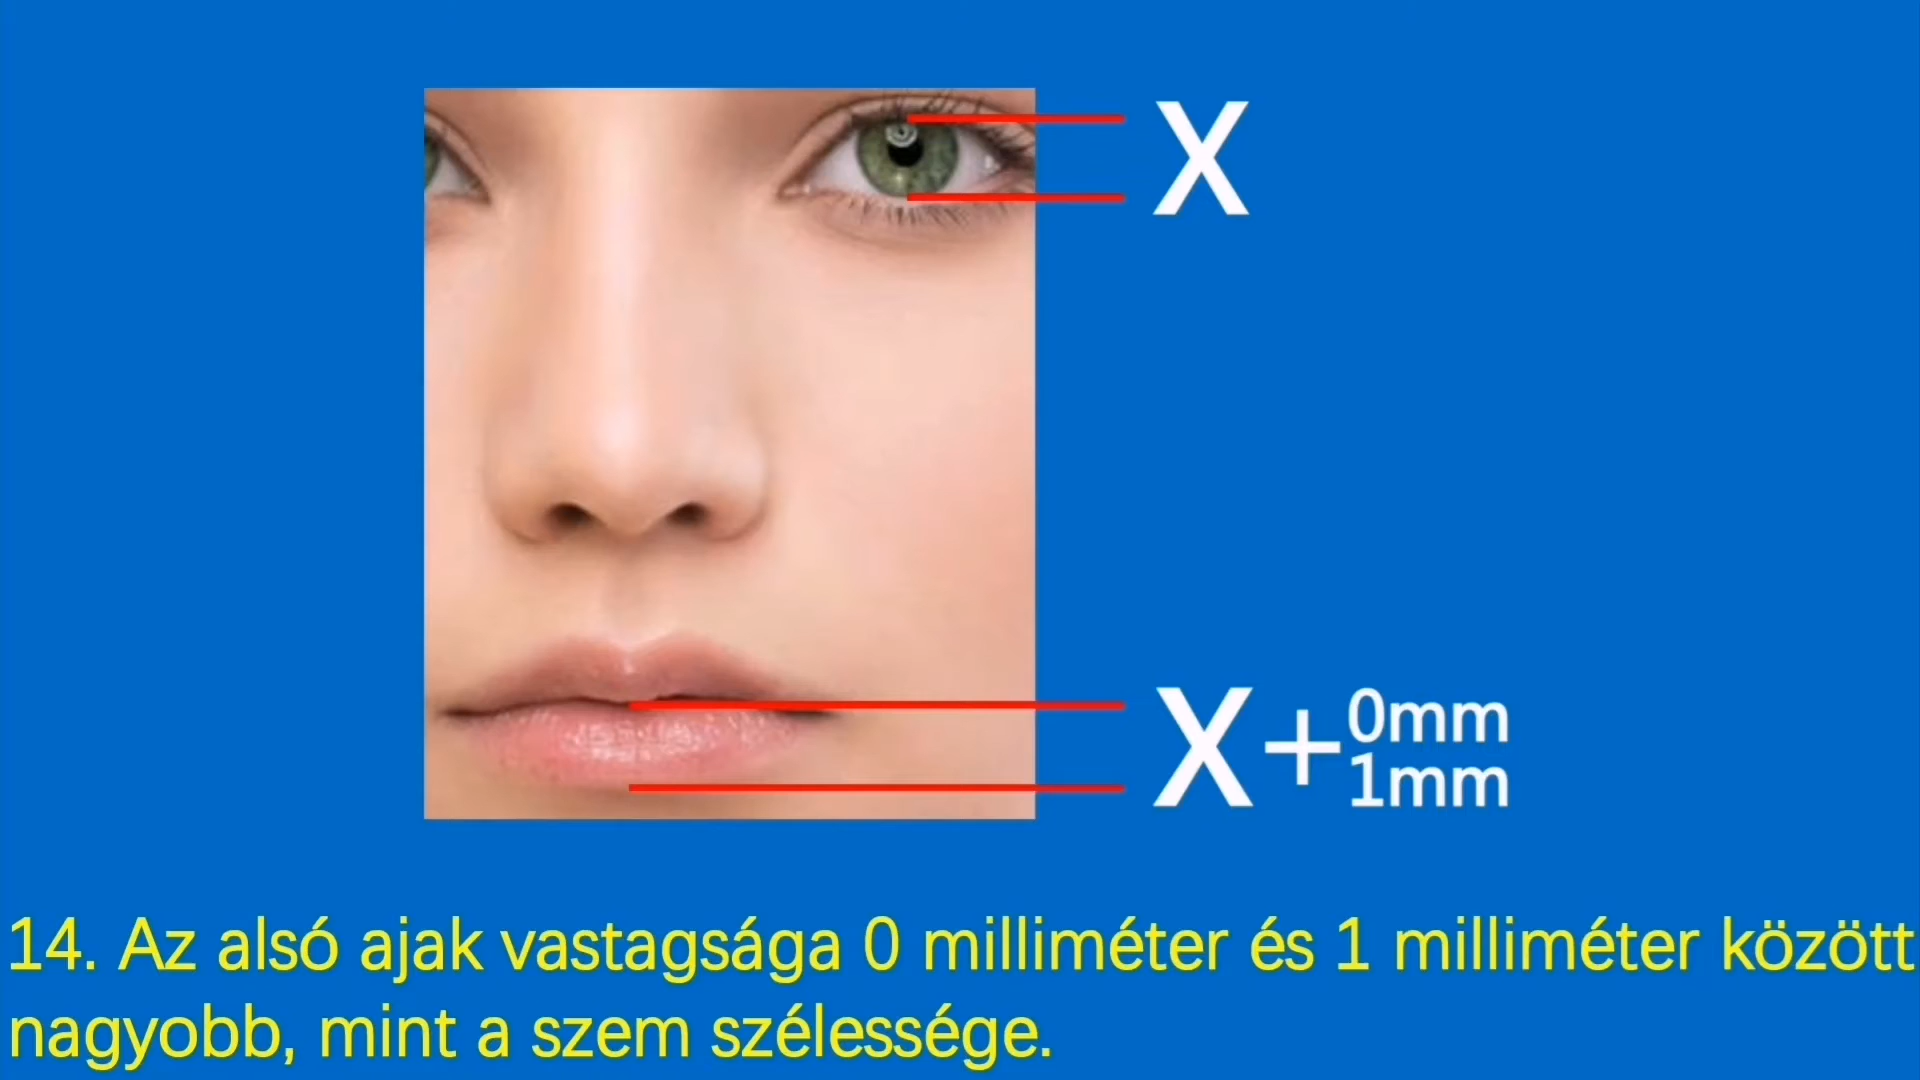 X
X+0mm
1mm
14. Az alsó ajak vastagsága 0 milliméter és 1 milliméter között
nagyobb, mint a szem szélessége.